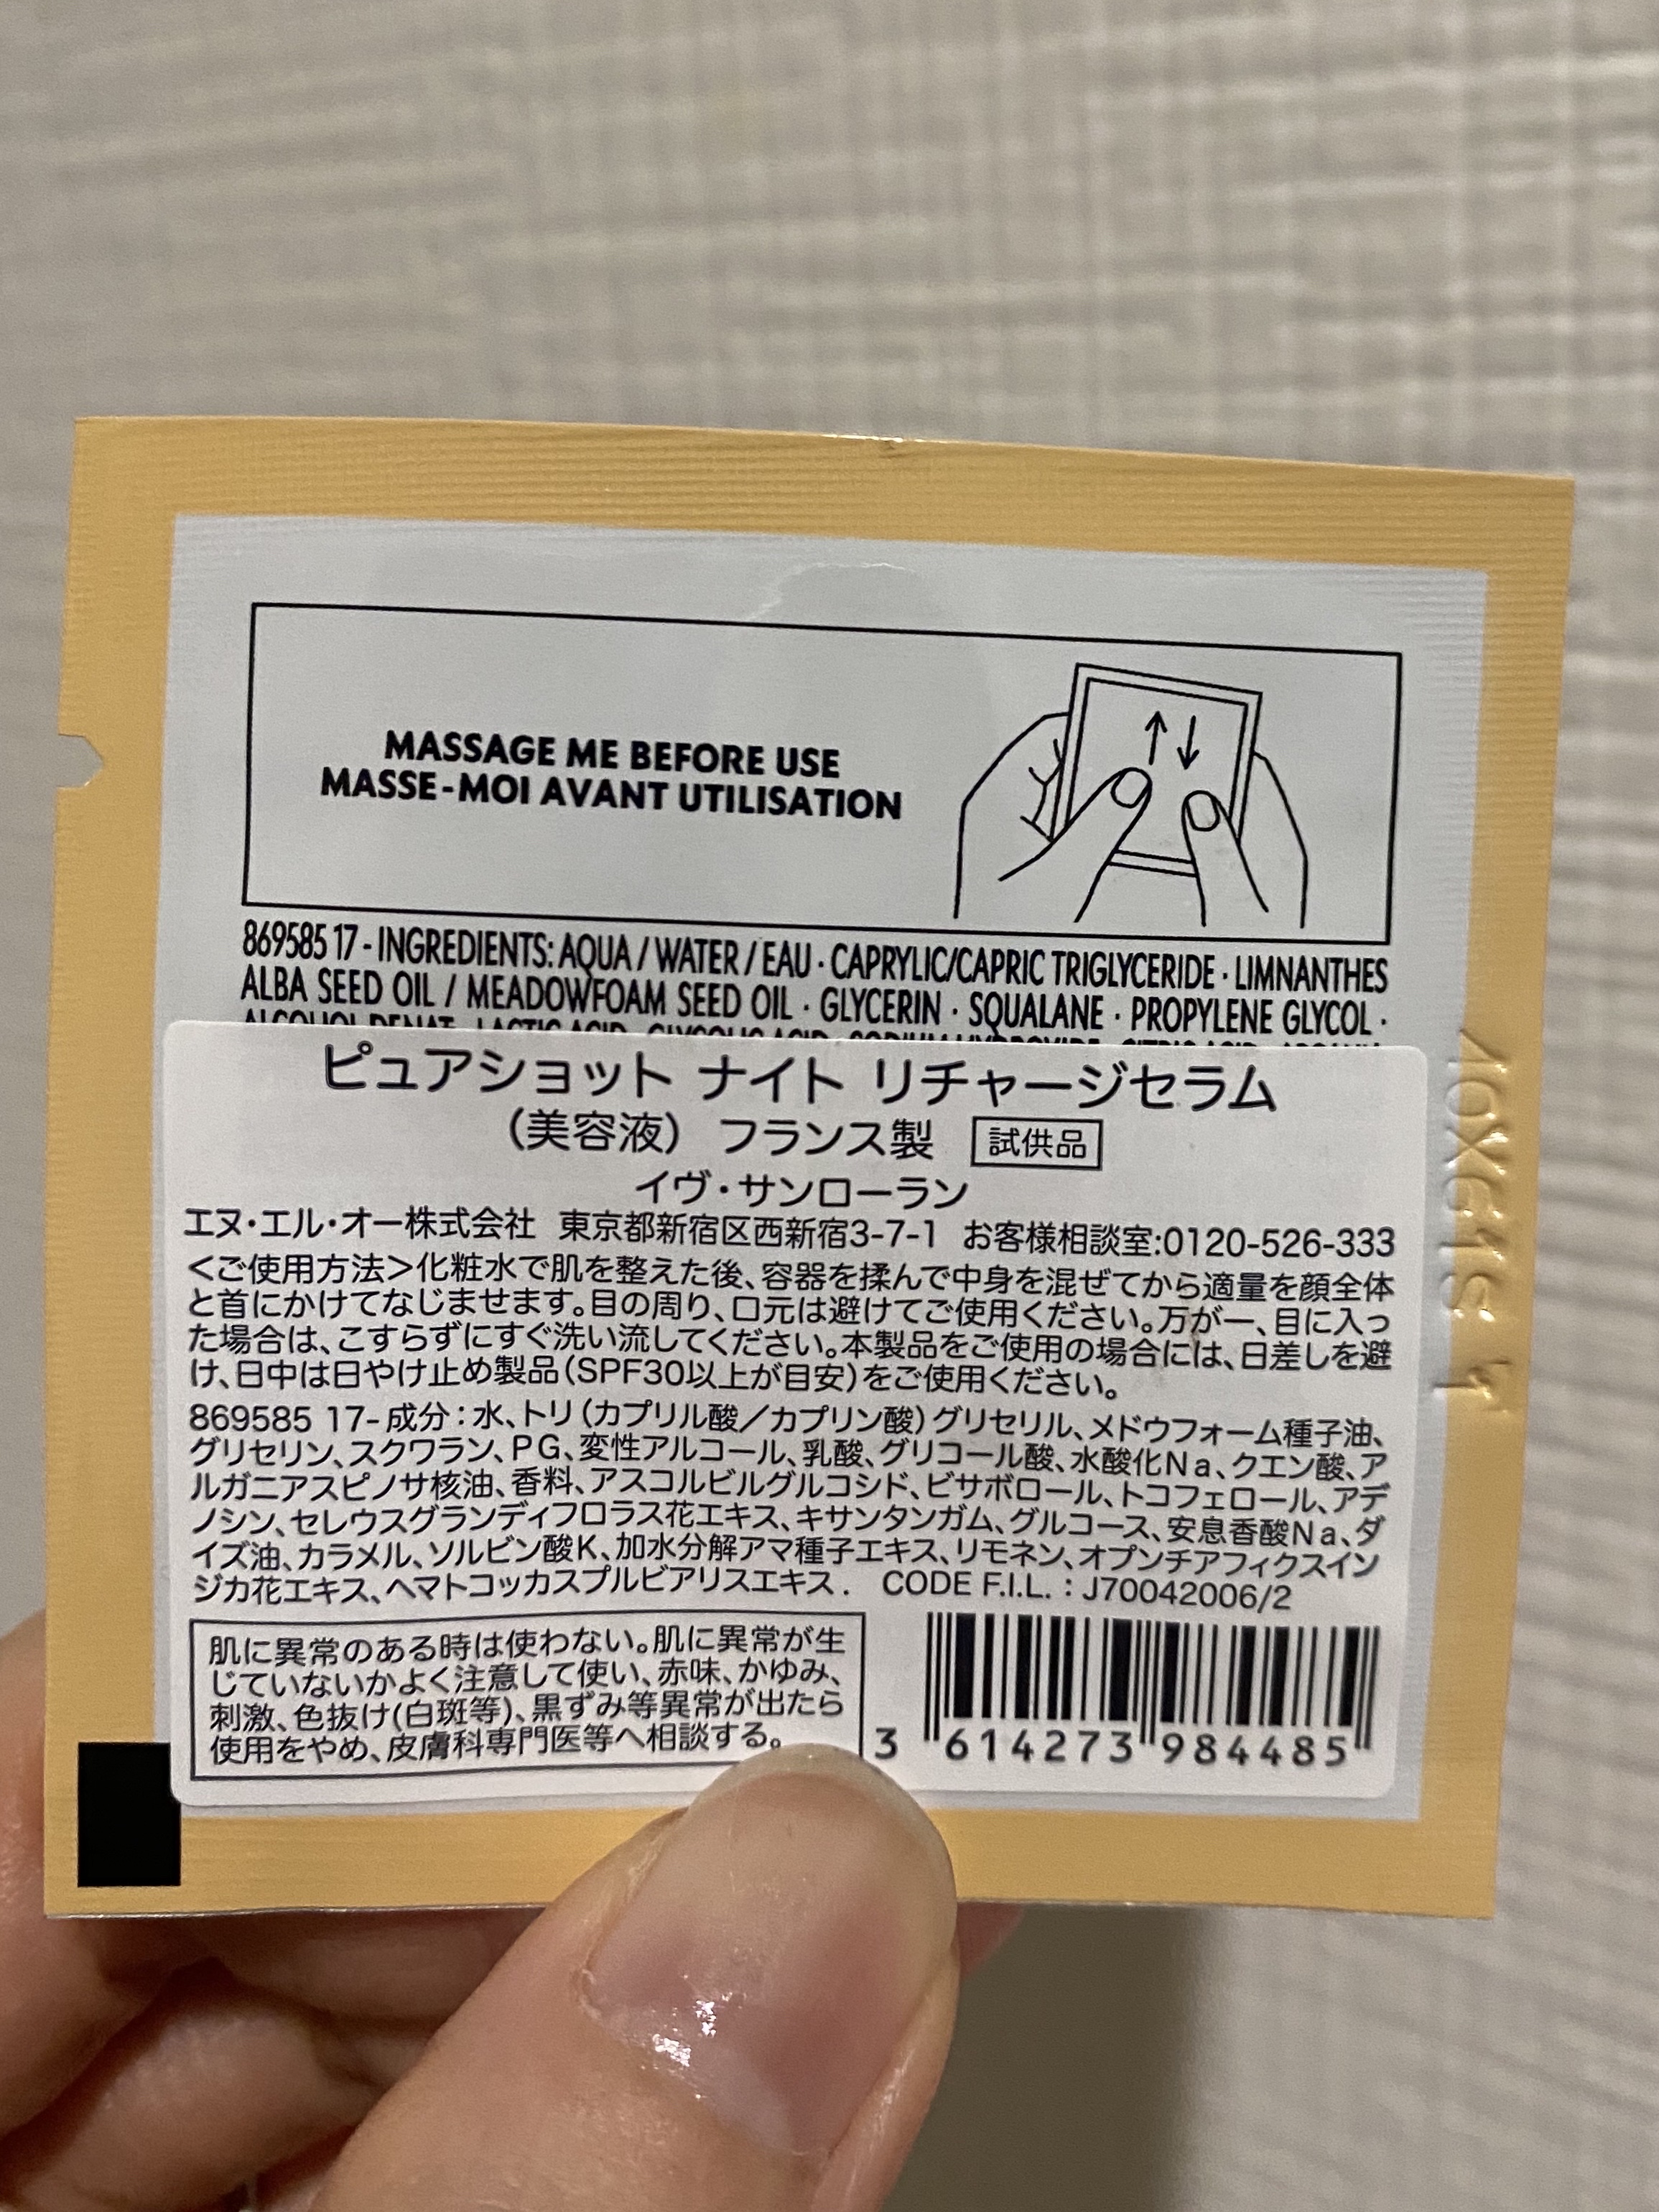 MASSAGE ME BEFORE USE
MASSE-MOI AVANT UTILISATION
869585 17 - INGREDIENTS: AQUA / WATER / EAU · CAPRYLIC/CAPRIC TRIGLYCERIDE · LIMNANTHES
ALBA SEED OIL / MEADOWFOAM SEED OIL · GLYCERIN · SQUALANE · PROPYLENE GLYCOL ·
ALCOHOL DENAT · LACTIC ACID · GLYCOLIC ACID · SODIUM HYDROXIDE · CITRIC ACID ·
ピュアショット ナイト リチャージセラム
(美容液) フランス製 試供品
イヴ・サンローラン
エヌ・エル・オー株式会社 東京都新宿区西新宿3-7-1 お客様相談室:0120-526-333
<ご使用方法>化粧水で肌を整えた後、容器を揉んで中身を混ぜてから適量を顔全体
と首にかけてなじませます。目の周り、口元は避けてご使用ください。万が一、目に入っ
た場合は、こすらずにすぐ洗い流してください。本製品をご使用の場合には、日差しを避
け、日中は日やけ止め製品(SPF30以上が目安)をご使用ください。
869585 17-成分:水、トリ(カプリル酸/カプリン酸)グリセリル、メドウフォーム種子油、
グリセリン、スクワラン、PG、変性アルコール、乳酸、グリコール酸、水酸化Na、クエン酸、ア
ルガニアスピノサ核油、香料、アスコルビルグルコシド、ビサボロール、トコフェロール、アデ
ノシン、セレウスグランディフロラス花エキス、キサンタンガム、グルコース、安息香酸Na、ダ
イズ油、カラメル、ソルビン酸K、加水分解アマ種子エキス、リモネン、オプンチアフィクスイン
ジカ花エキス、ヘマトコッカスプルビアリスエキス. CODE F.I.L.:J70042006/2
肌に異常のある時は使わない。肌に異常が生
じていないかよく注意して使い、赤味、かゆみ、
刺激、色抜け(白斑等)、黒ずみ等異常が出たら
使用をやめ、皮膚科専門医等へ相談する。
3 614273 984485